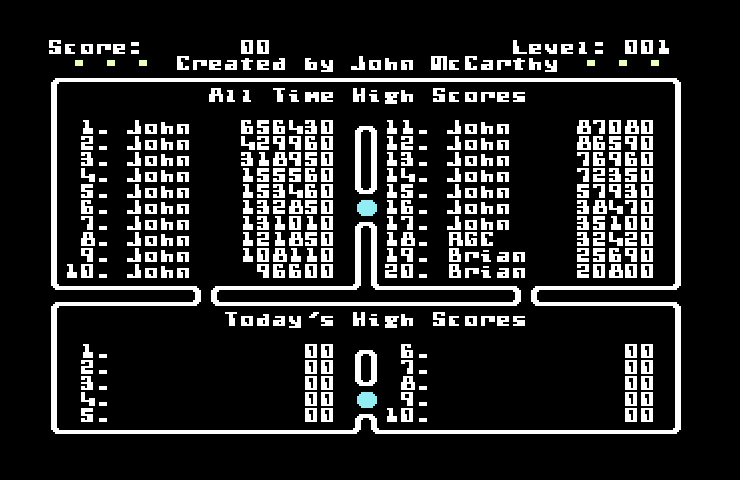 Score: 00 Level: 001
Created by John McCarthy
All Time High Scores
1. John 656430 11. John 87080
2. John 429960 12. John 86590
3. John 318950 13. John 76960
4. John 155560 14. John 72350
5. John 153460 15. John 57930
6. John 132850 16. John 38470
7. John 131010 17. John 35100
8. John 121850 18. RGC 32420
9. John 108110 19. Brian 25690
10. John 96600 20. Brian 20800
Today's High Scores
1. 00 6. 00
2. 00 7. 00
3. 00 8. 00
4. 00 9. 00
5. 00 10. 00